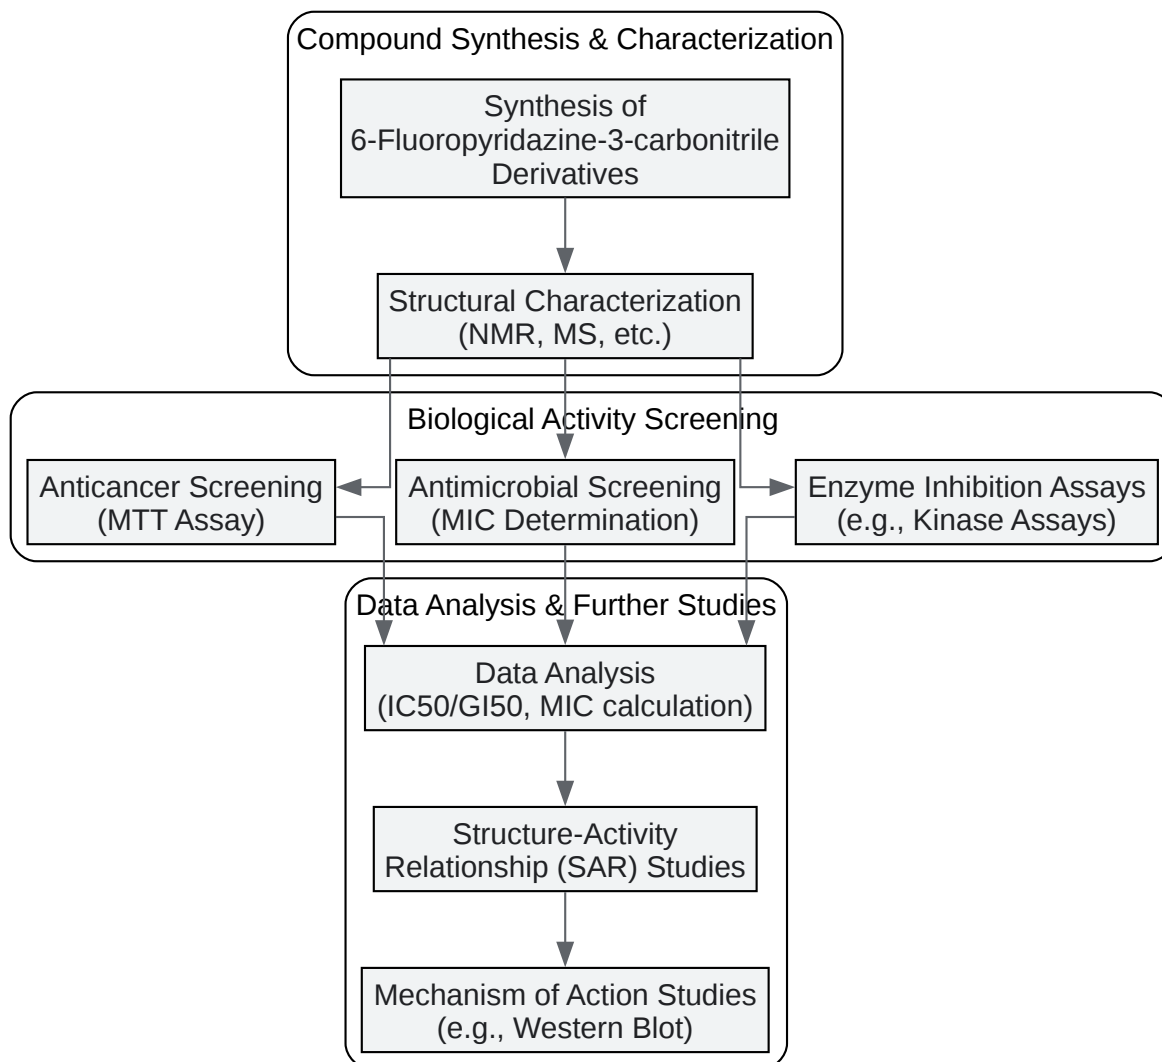 Compound Synthesis & Characterization
Synthesis of
6-Fluoropyridazine-3-carbonitrile
Derivatives
Structural Characterization
(NMR, MS, etc.)
Biological Activity Screening
Anticancer Screening
(MTT Assay)
Antimicrobial Screening
(MIC Determination)
Enzyme Inhibition Assays
(e.g., Kinase Assays)
Data Analysis & Further Studies
Data Analysis
(IC50/GI50, MIC calculation)
Structure-Activity
Relationship (SAR) Studies
Mechanism of Action Studies
(e.g., Western Blot)